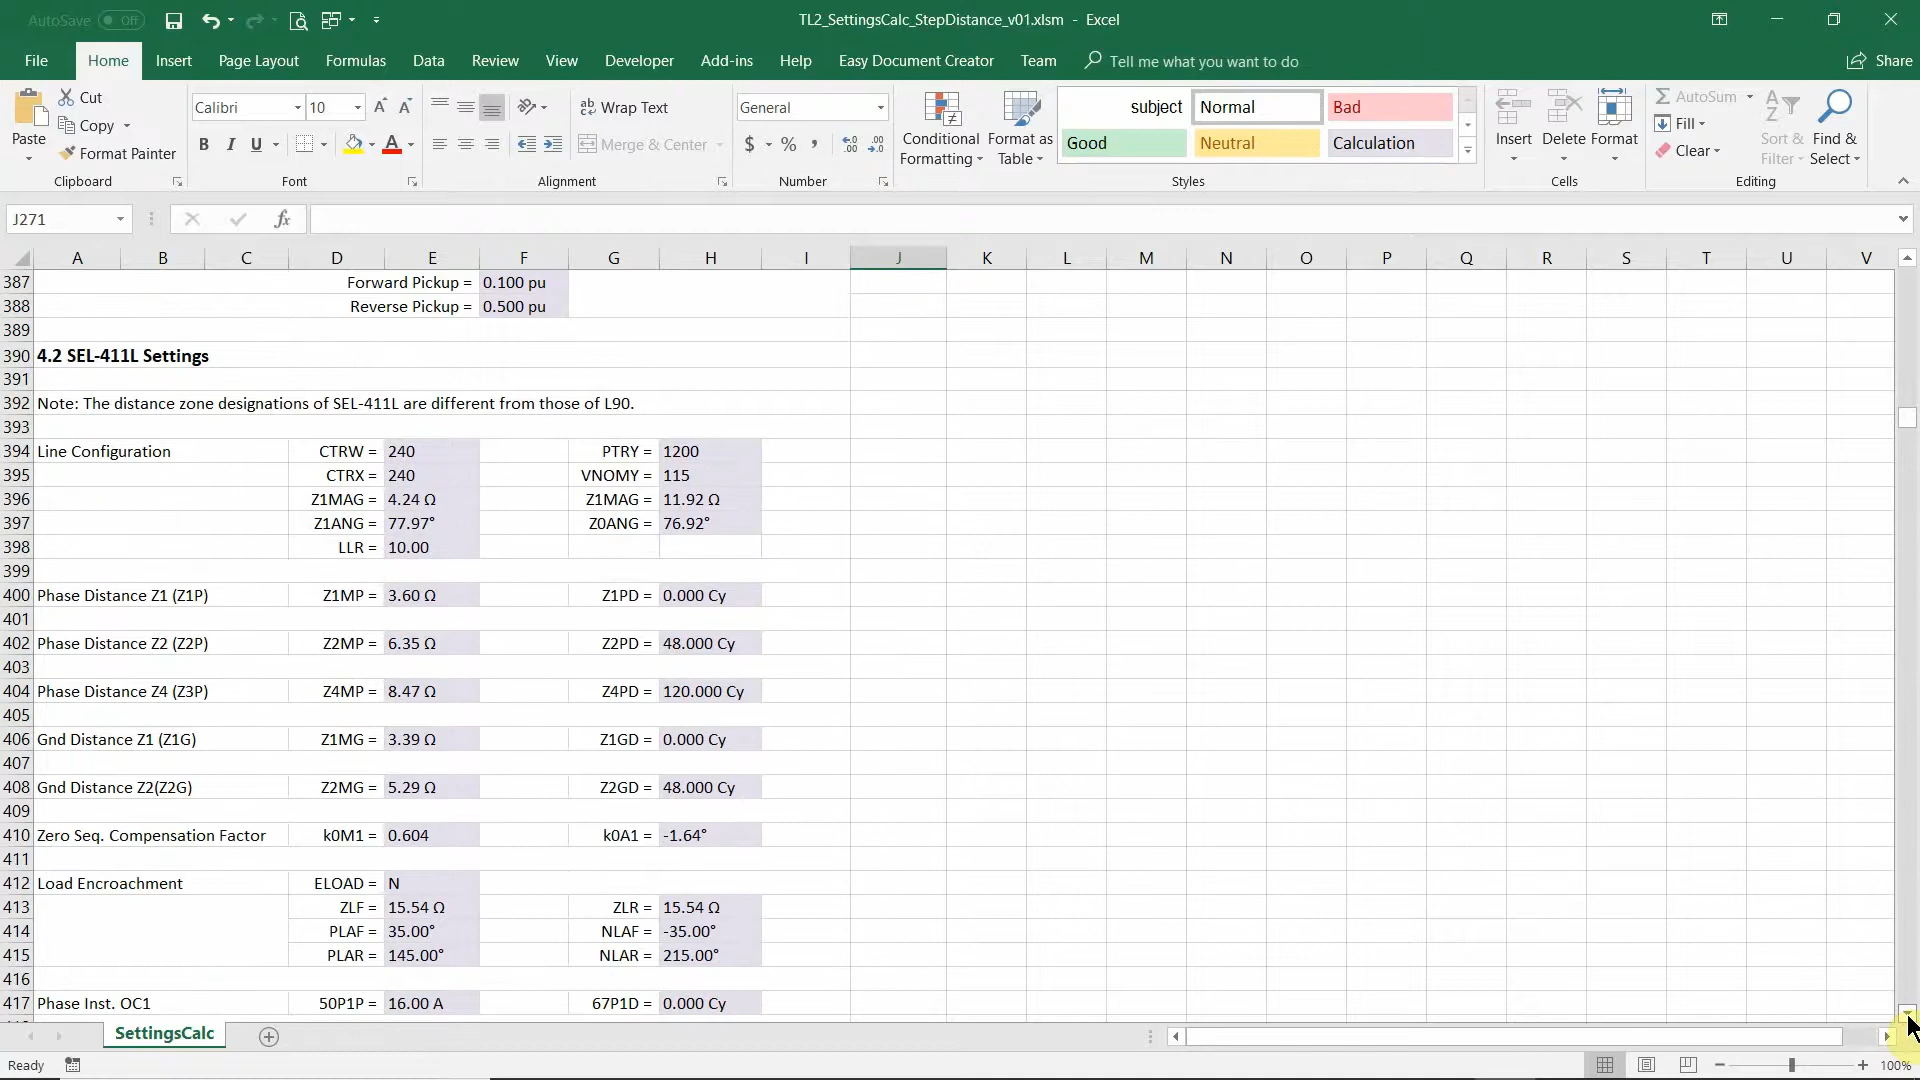 AutoSave Off
TL2_SettingsCalc_StepDistance_v01.xlsm - Excel
File Home Insert Page Layout Formulas Data Review View Developer Add-ins Help Easy Document Creator Team Tell me what you want to do Share
Paste Cut Copy Format Painter Clipboard
Calibri 10 B I U Font
Wrap Text Merge & Center Alignment
General $ % , Number
Conditional Formatting Format as Table
subject Normal Bad
Good Neutral Calculation
Styles
Insert Delete Format Cells
AutoSum Fill Clear Sort & Filter Find & Select Editing
J271 fx
A B C D E F G H I J K L M N O P Q R S T U V
387 Forward Pickup = 0.100 pu
388 Reverse Pickup = 0.500 pu
389
390 4.2 SEL-411L Settings
391
392 Note: The distance zone designations of SEL-411L are different from those of L90.
393
394 Line Configuration CTRW = 240 PTRY = 1200
395 CTRX = 240 VNOMY = 115
396 Z1MAG = 4.24 Ω Z1MAG = 11.92 Ω
397 Z1ANG = 77.97° Z0ANG = 76.92°
398 LLR = 10.00
399
400 Phase Distance Z1 (Z1P) Z1MP = 3.60 Ω Z1PD = 0.000 Cy
401
402 Phase Distance Z2 (Z2P) Z2MP = 6.35 Ω Z2PD = 48.000 Cy
403
404 Phase Distance Z4 (Z3P) Z4MP = 8.47 Ω Z4PD = 120.000 Cy
405
406 Gnd Distance Z1 (Z1G) Z1MG = 3.39 Ω Z1GD = 0.000 Cy
407
408 Gnd Distance Z2(Z2G) Z2MG = 5.29 Ω Z2GD = 48.000 Cy
409
410 Zero Seq. Compensation Factor k0M1 = 0.604 k0A1 = -1.64°
411
412 Load Encroachment ELOAD = N
413 ZLF = 15.54 Ω ZLR = 15.54 Ω
414 PLAF = 35.00° NLAF = -35.00°
415 PLAR = 145.00° NLAR = 215.00°
416
417 Phase Inst. OC1 50P1P = 16.00 A 67P1D = 0.000 Cy
SettingsCalc
Ready 100%